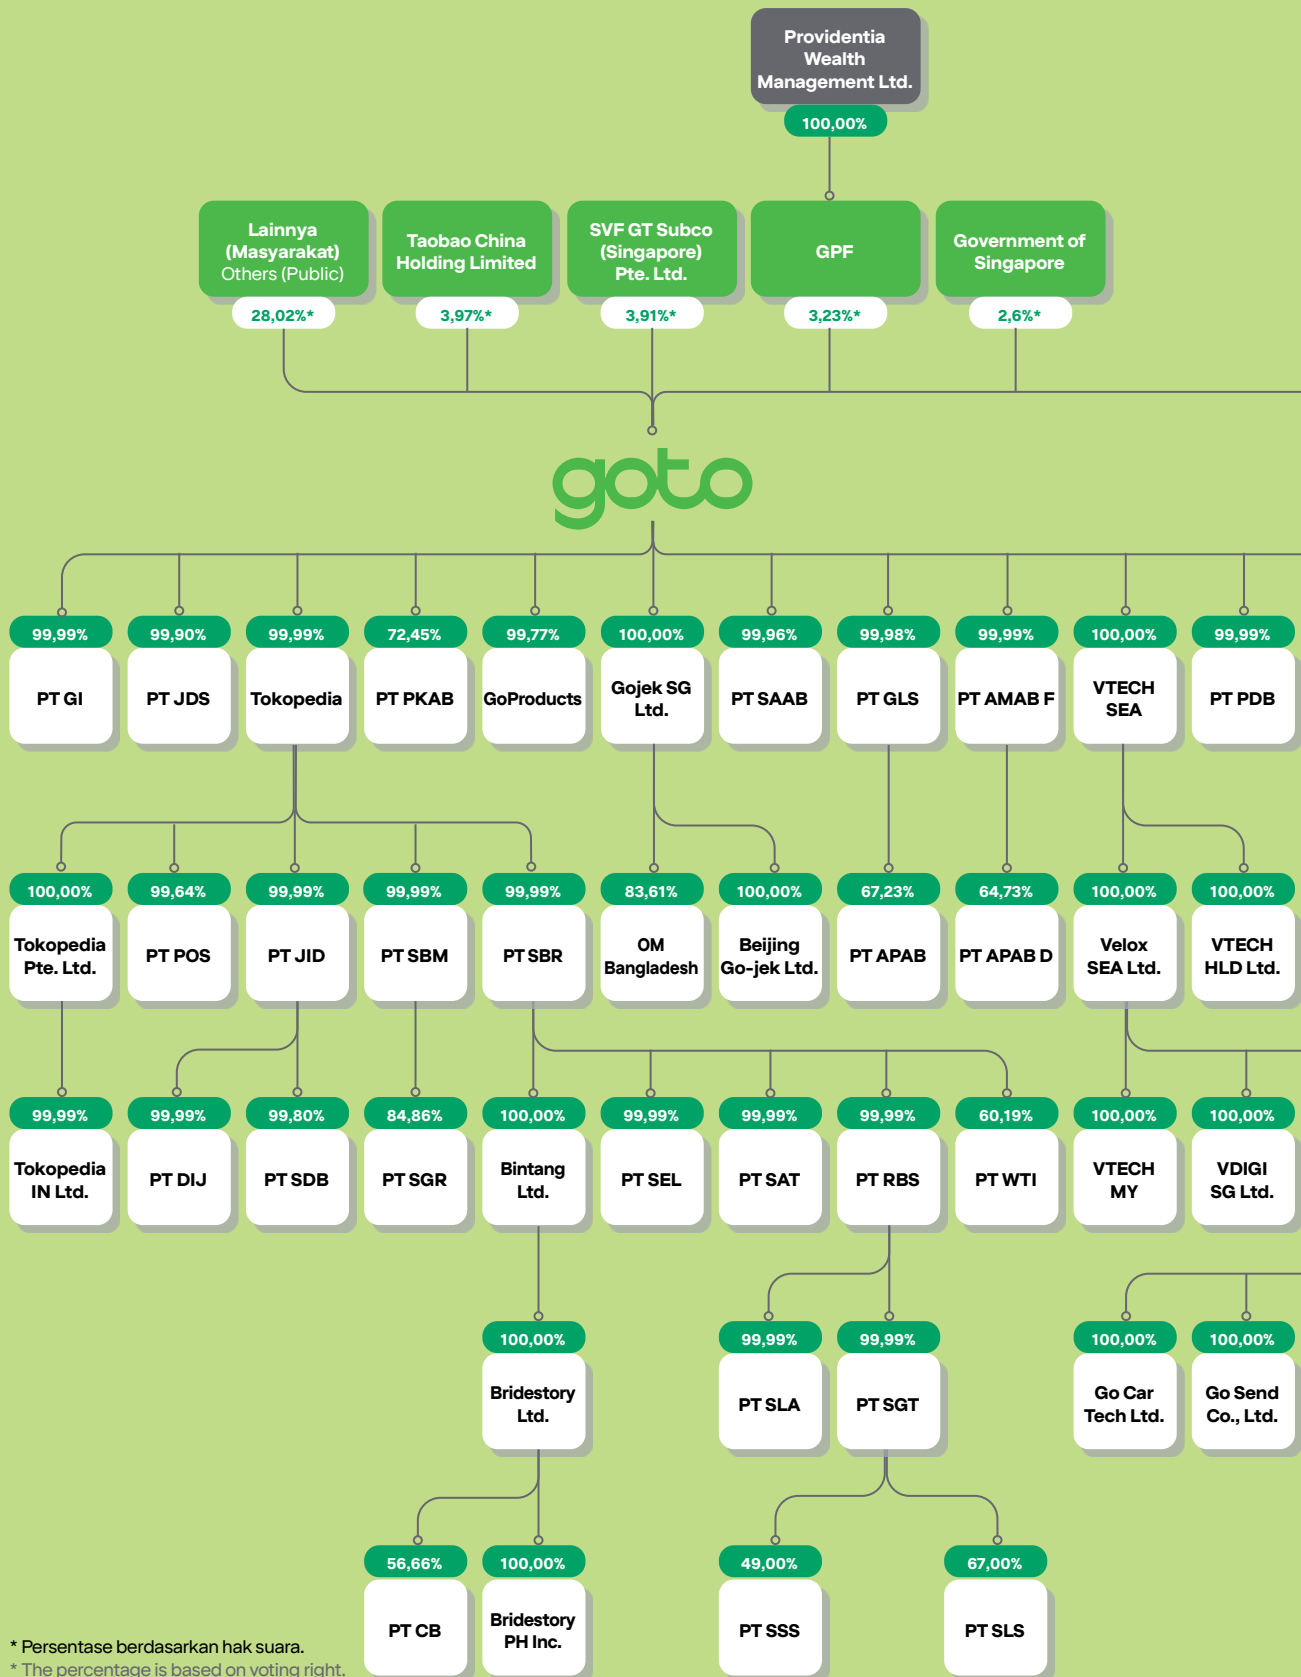 Providentia
Wealth
Management Ltd.
100,00%
Lainnya
(Masyarakat)
Others (Public)
28,02%*
Taobao China
Holding Limited
3,97%*
SVF GT Subco
(Singapore)
Pte. Ltd.
3,91%*
GPF
3,23%*
Government of
Singapore
2,6%*
goto
99,99%
PT GI
99,90%
PT JDS
99,99%
Tokopedia
72,45%
PT PKAB
99,77%
GoProducts
100,00%
Gojek SG
Ltd.
99,96%
PT SAAB
99,98%
PT GLS
99,99%
PT AMAB F
100,00%
VTECH
SEA
99,99%
PT PDB
100,00%
Tokopedia
Pte. Ltd.
99,64%
PT POS
99,99%
PT JID
99,99%
PT SBM
99,99%
PT SBR
83,61%
OM
Bangladesh
100,00%
Beijing
Go-jek Ltd.
67,23%
PT APAB
64,73%
PT APAB D
100,00%
Velox
SEA Ltd.
100,00%
VTECH
HLD Ltd.
99,99%
Tokopedia
IN Ltd.
99,99%
PT DIJ
99,80%
PT SDB
84,86%
PT SGR
100,00%
Bintang
Ltd.
99,99%
PT SEL
99,99%
PT SAT
99,99%
PT RBS
60,19%
PT WTI
100,00%
VTECH
MY
100,00%
VDIGI
SG Ltd.
100,00%
Bridestory
Ltd.
99,99%
PT SLA
99,99%
PT SGT
100,00%
Go Car
Tech Ltd.
100,00%
Go Send
Co., Ltd.
56,66%
PT CB
100,00%
Bridestory
PH Inc.
49,00%
PT SSS
67,00%
PT SLS
* Persentase berdasarkan hak suara.
* The percentage is based on voting right.